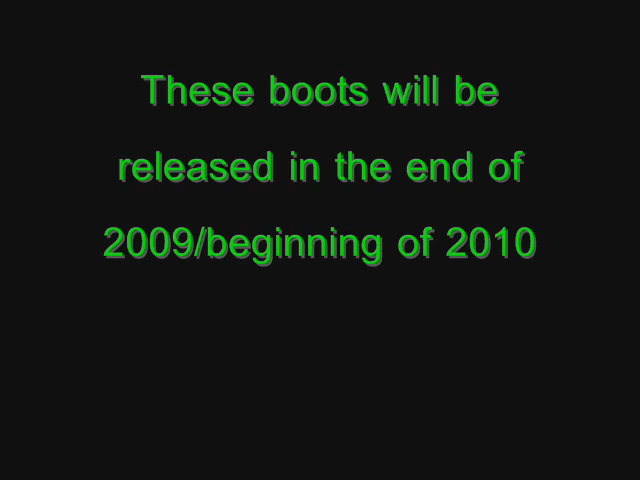 These boots will be
released in the end of
2009/beginning of 2010